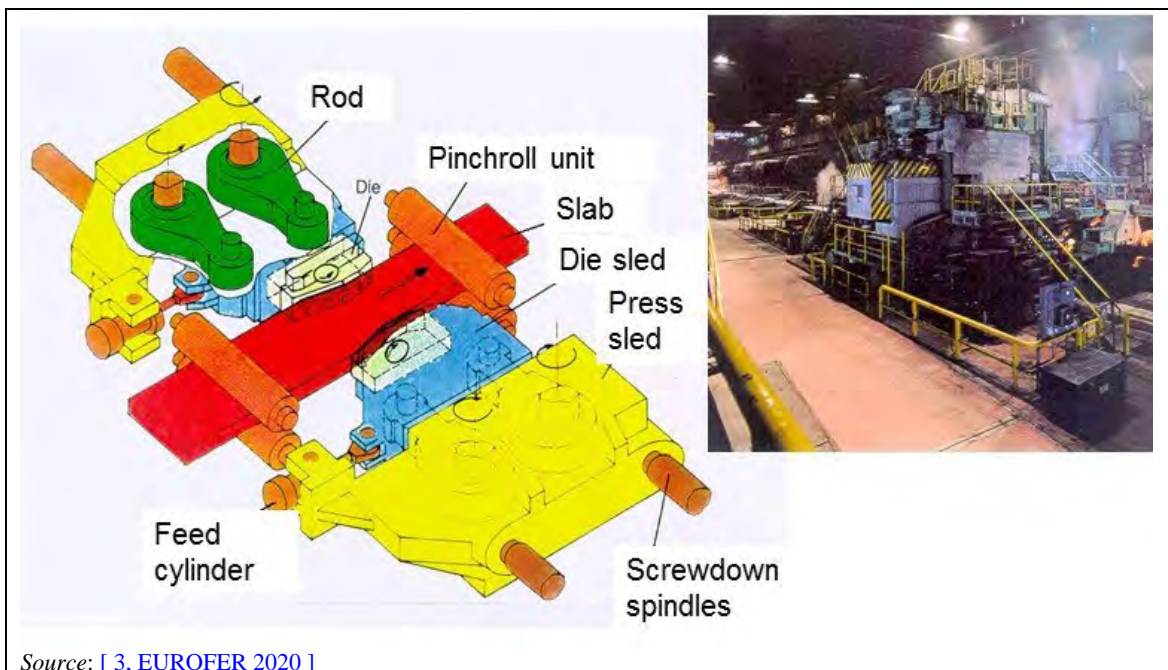 Rod
Pinchroll unit
Die
Slab
Die sled
Press
sled
Feed
cylinder
Screwdown
spindles
Source: [ 3, EUROFER 2020 ]